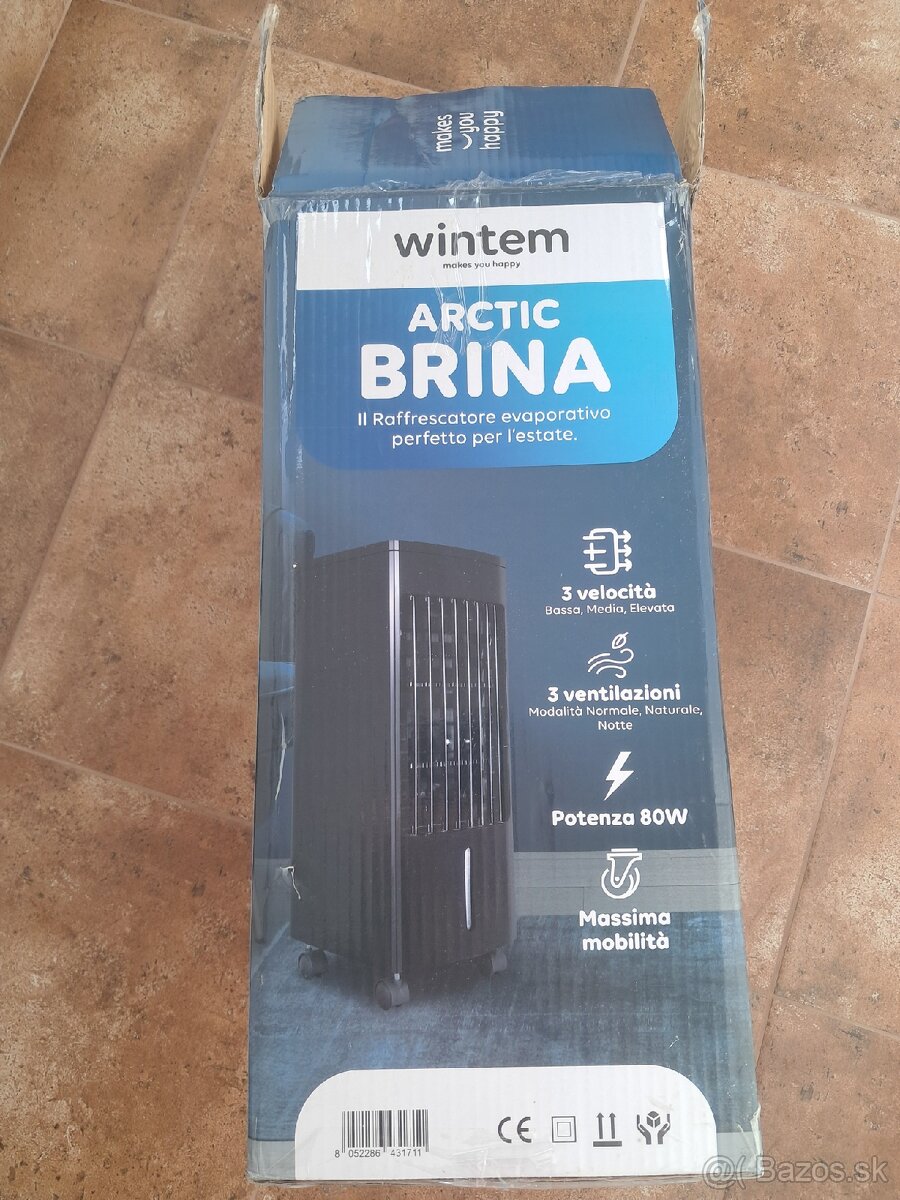 makes
you
happy
wintem
makes you happy
ARCTIC
BRINA
Il Raffrescatore evaporativo
perfetto per l'estate.
3 velocità
Bassa, Media, Elevata
3 ventilazioni
Modalità Normale, Naturale,
Notte
Potenza 80W
Massima
mobilità
8 052286 431711
CE
Bazos.sk